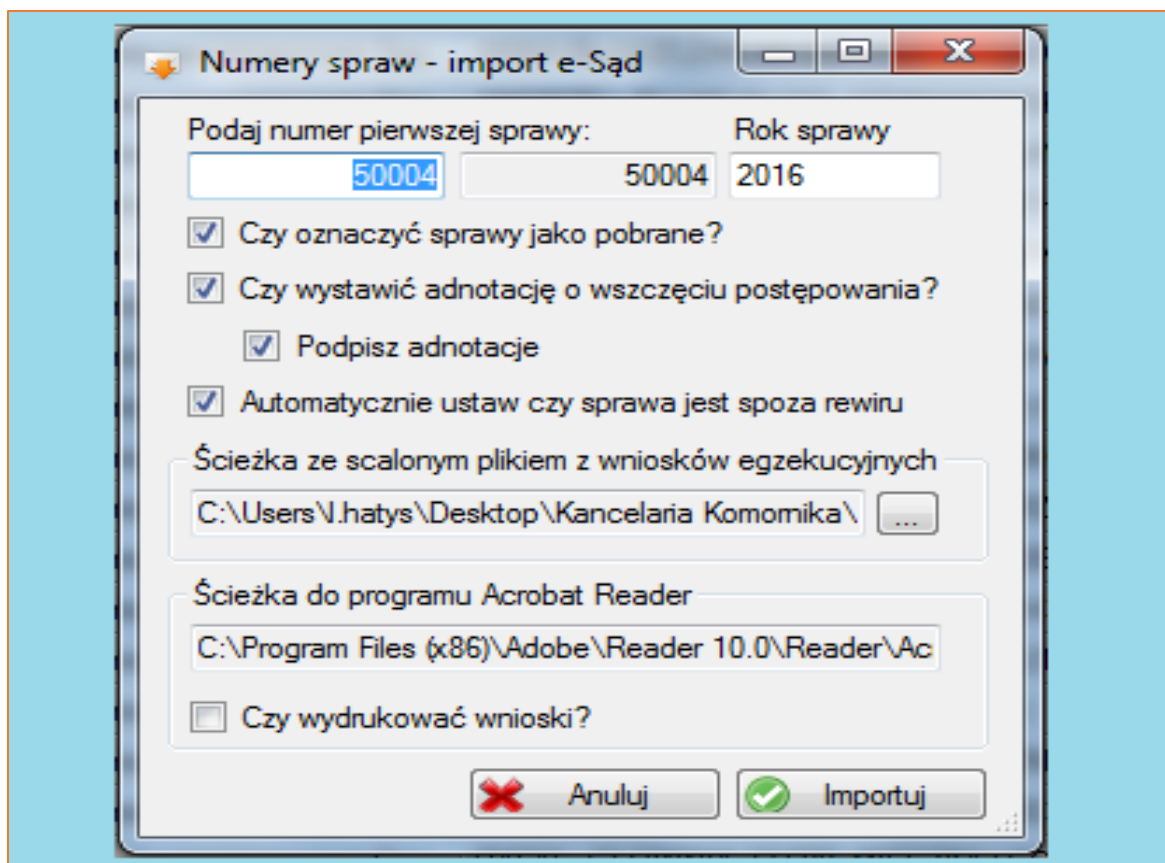 Numery spraw - import e-Sąd
Podaj numer pierwszej sprawy: Rok sprawy
50004 50004 2016
Czy oznaczyć sprawy jako pobrane?
Czy wystawić adnotację o wszczęciu postępowania?
Podpisz adnotacje
Automatycznie ustaw czy sprawa jest spoza rewiru
Ścieżka ze scalonym plikiem z wniosków egzekucyjnych
C:\Users\l.hatys\Desktop\Kancelaria Komornika\ ...
Ścieżka do programu Acrobat Reader
C:\Program Files (x86)\Adobe\Reader 10.0\Reader\Ac
Czy wydrukować wnioski?
Anuluj Importuj